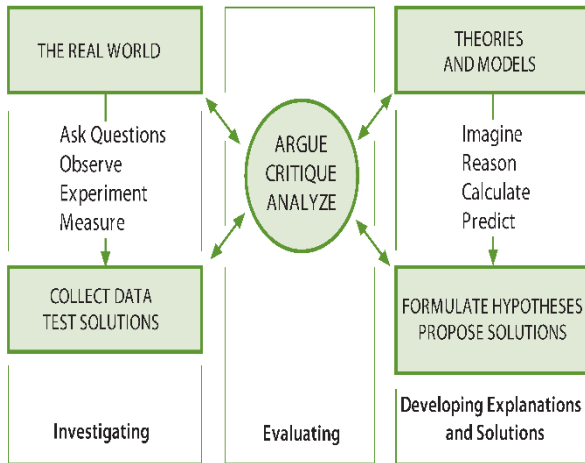 THE REAL WORLD
Ask Questions
Observe
Experiment
Measure
COLLECT DATA
TEST SOLUTIONS
Investigating
ARGUE
CRITIQUE
ANALYZE
Evaluating
THEORIES
AND MODELS
Imagine
Reason
Calculate
Predict
FORMULATE HYPOTHESES
PROPOSE SOLUTIONS
Developing Explanations
and Solutions